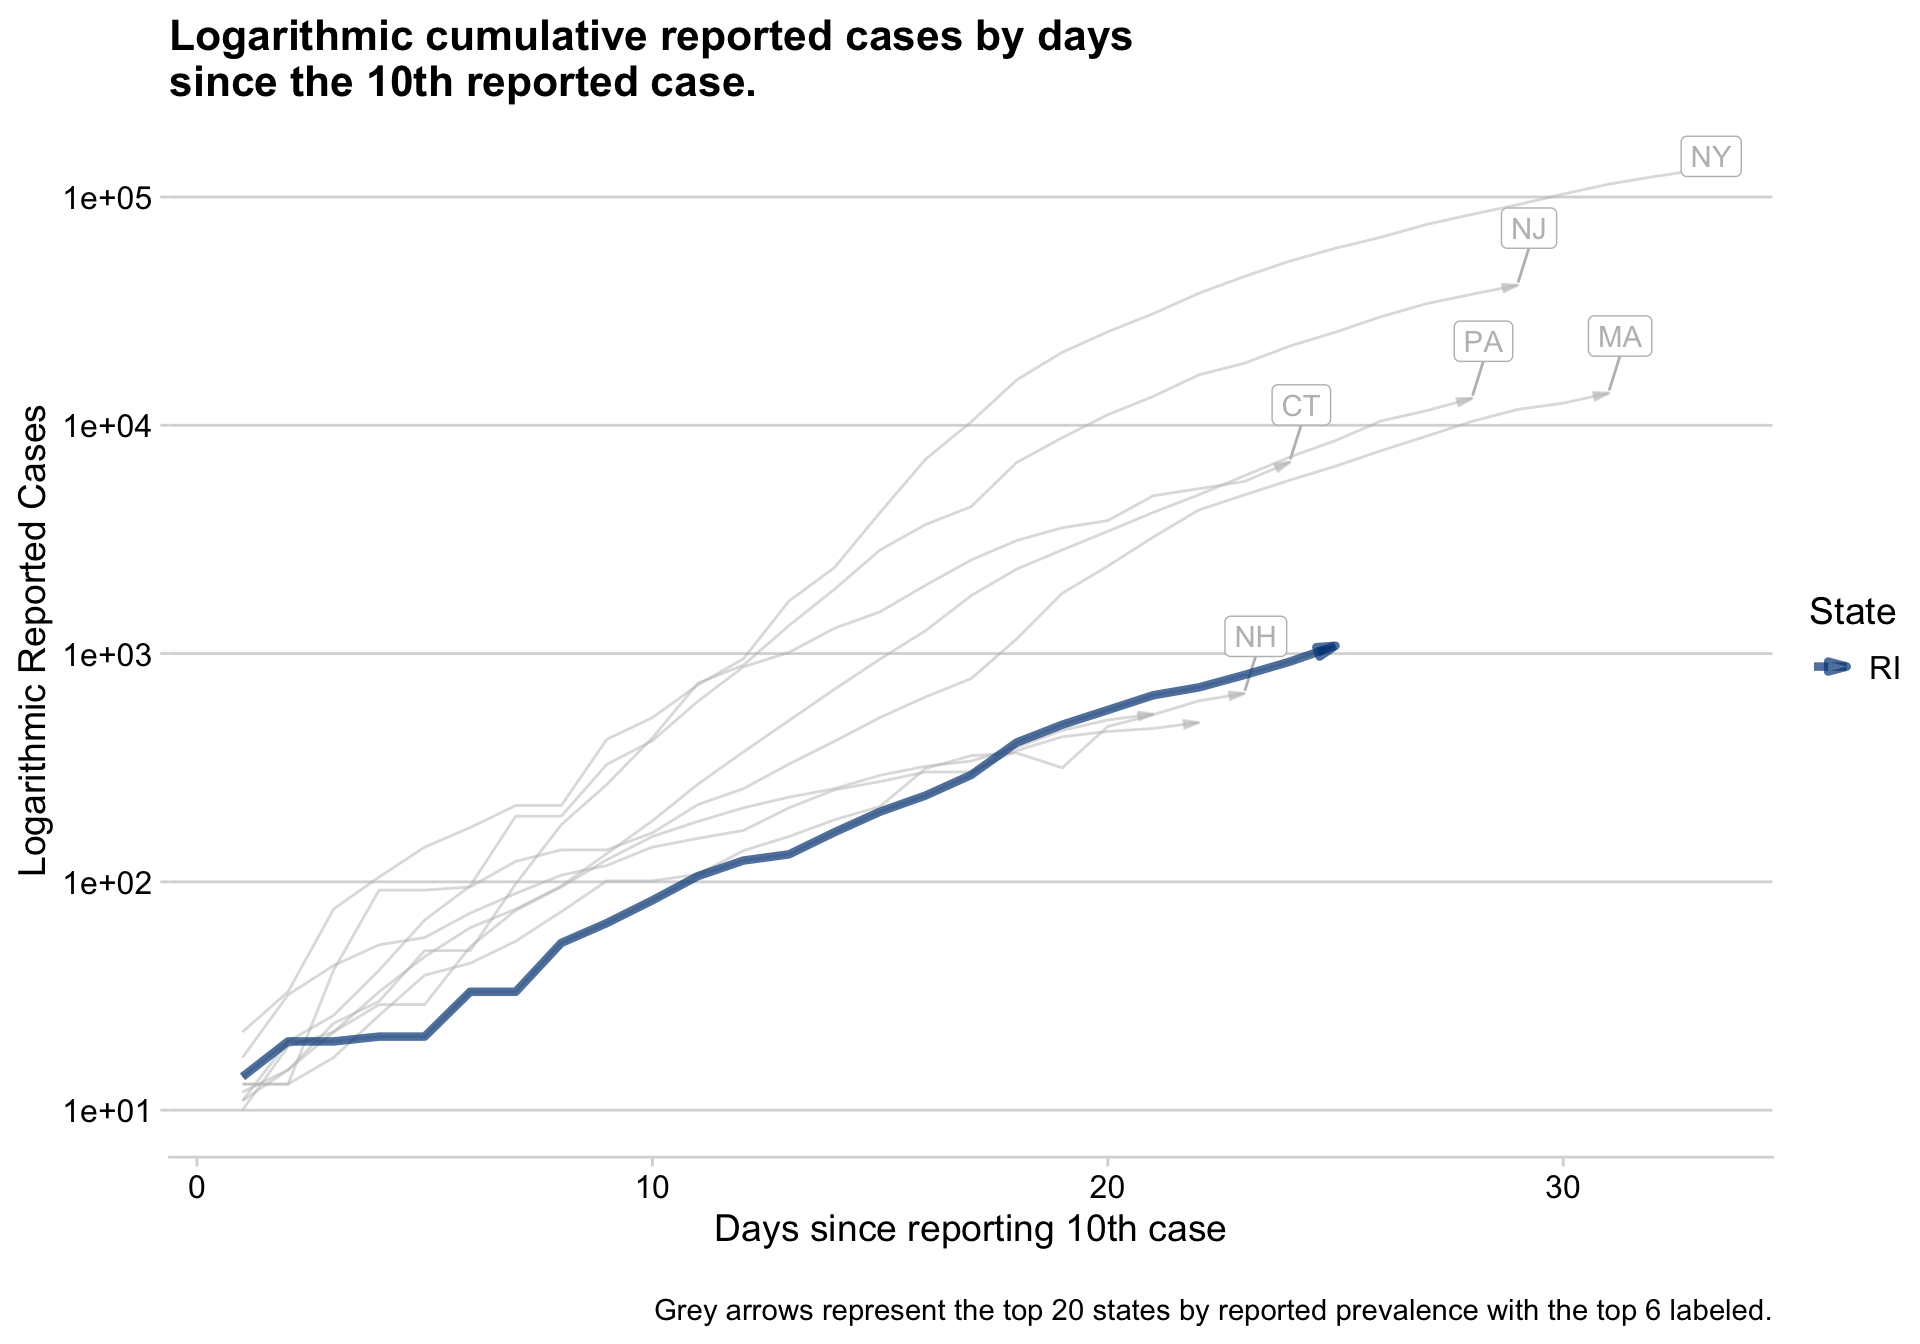 Logarithmic cumulative reported cases by days
since the 10th reported case.
NY
1e+05
NJ
PA
MA
CT
1e+04
NH
1e+03
1e+02
1e+01
Logarithmic Reported Cases
State
RI
0 10 20 30
Days since reporting 10th case
Grey arrows represent the top 20 states by reported prevalence with the top 6 labeled.